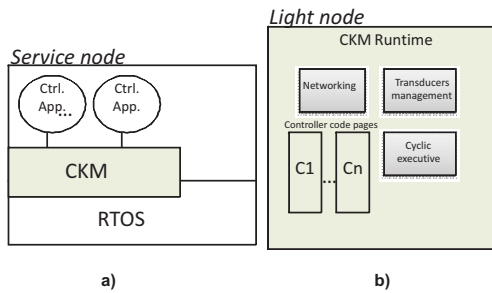 Service node
Ctrl.
App.
...
Ctrl.
App.
CKM
RTOS
a)
Light node
CKM Runtime
Networking
Transducers
management
Controller code pages
C1
...
Cn
Cyclic
executive
b)